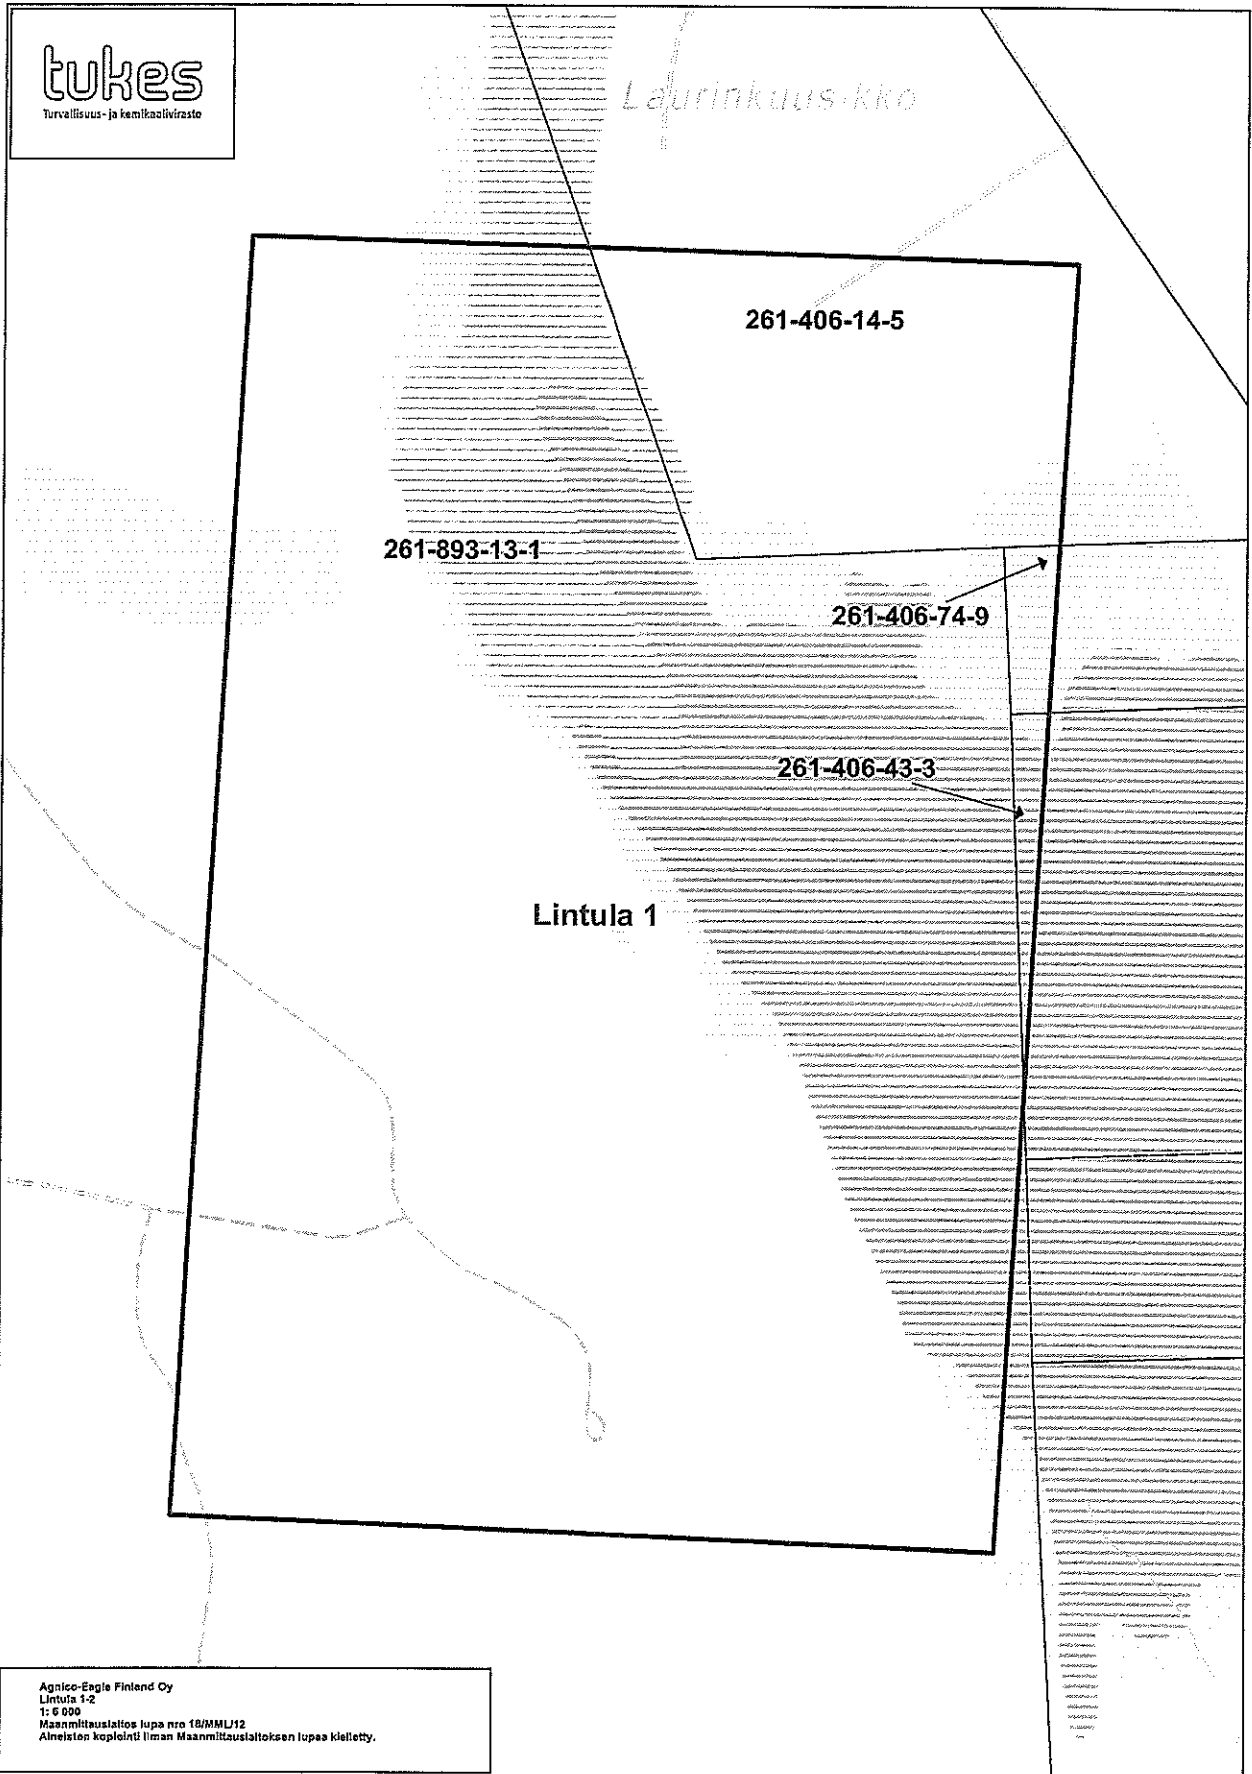 tukes
Turvallisuus- ja kemikaalivirasto
Laurinkuusikko
261-406-14-5
261-893-13-1
261-406-74-9
261-406-43-3
Lintula 1
Agnico-Eagle Finland Oy
Lintula 1-2
1: 6 000
Maanmittauslaitos lupa nro 18/MML/12
Aineiston kopiointi ilman Maanmittauslaitoksen lupaa kielletty.